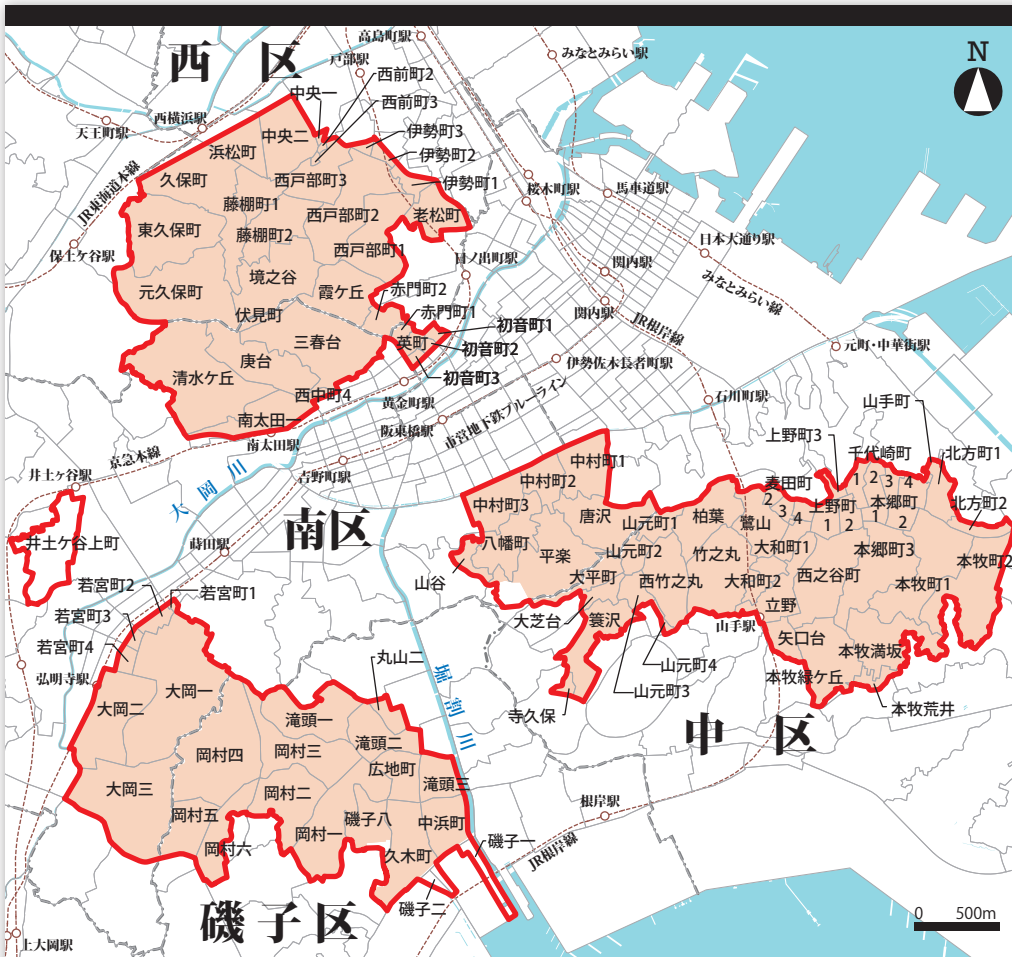 高島町駅
みなとみらい駅
西 区
戸部駅
西前町2
N
中央一
西前町3
西横浜駅
天王町駅
中央二
伊勢町3
浜松町
伊勢町2
JR東海道本線
久保町
西戸部町3
伊勢町1
桜木町駅
馬車道駅
藤棚町1
西戸部町2
老松町
東久保町
藤棚町2
日本大通り駅
保土ケ谷駅
西戸部町1
日ノ出町駅
関内駅
境之谷
みなとみらい線
元久保町
霞ケ丘
赤門町2
伏見町
赤門町1
関内駅
JR根岸線
初音町1
三春台
英町
初音町2
元町・中華街駅
庚台
伊勢佐木長者町駅
清水ケ丘
初音町3
西中町4
黄金町駅
石川町駅
山手町
南太田一
阪東橋駅
市営地下鉄ブルーライン
南太田駅
上野町3
京急本線
千代崎町
北方町1
井土ヶ谷駅
吉野町駅
中村町1
大岡川
中村町2
麦田町
1 2 3 4
中村町3
2 3 4
上野町
本郷町
北方町2
南区
唐沢
山元町1
柏葉
鷺山
1 2
1 2
井土ケ谷上町
蒔田駅
八幡町
平楽
山元町2
竹之丸
大和町1
本郷町3
本牧町2
若宮町2
山谷
大平町
西竹之丸
大和町2
西之谷町
本牧町1
若宮町1
若宮町3
大芝台
簑沢
立野
山手駅
若宮町4
矢口台
本牧満坂
丸山二
山元町4
弘明寺駅
大岡一
堀割川
山元町3
本牧緑ケ丘
大岡二
寺久保
本牧荒井
滝頭一
中 区
滝頭二
岡村四
岡村三
広地町
大岡三
滝頭三
岡村二
根岸駅
岡村五
磯子八
中浜町
岡村一
磯子一
岡村六
久木町
JR根岸線
磯子二
磯子区
0 500m
上大岡駅